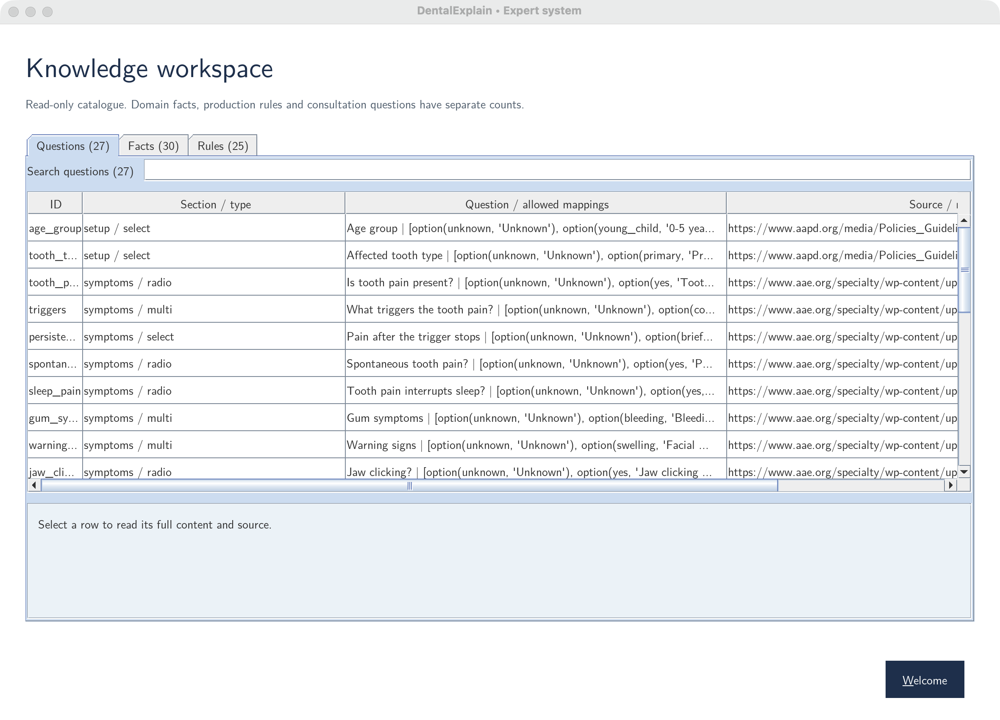 DentalExplain • Expert system
Knowledge workspace
Read-only catalogue. Domain facts, production rules and consultation questions have separate counts.
Questions (27) Facts (30) Rules (25)
Search questions (27)
ID Section / type Question / allowed mappings Source /
age_group setup / select Age group | [option(unknown, 'Unknown'), option(young_child, '0-5 yea... https://www.aapd.org/media/Policies_Guideli
tooth_t... setup / select Affected tooth type | [option(unknown, 'Unknown'), option(primary, 'Pr... https://www.aapd.org/media/Policies_Guideli
tooth_p... symptoms / radio Is tooth pain present? | [option(unknown, 'Unknown'), option(yes, 'Toot... https://www.aae.org/specialty/wp-content/up
triggers symptoms / multi What triggers the tooth pain? | [option(unknown, 'Unknown'), option(co... https://www.aae.org/specialty/wp-content/up
persiste... symptoms / select Pain after the trigger stops | [option(unknown, 'Unknown'), option(brief... https://www.aae.org/specialty/wp-content/up
spontan... symptoms / radio Spontaneous tooth pain? | [option(unknown, 'Unknown'), option(yes, 'P... https://www.aae.org/specialty/wp-content/up
sleep_pain symptoms / radio Tooth pain interrupts sleep? | [option(unknown, 'Unknown'), option(yes,... https://www.aae.org/specialty/wp-content/up
gum_sy... symptoms / multi Gum symptoms | [option(unknown, 'Unknown'), option(bleeding, 'Bleedi... https://www.aae.org/specialty/wp-content/up
warning... symptoms / multi Warning signs | [option(unknown, 'Unknown'), option(swelling, 'Facial ... https://www.aae.org/specialty/wp-content/up
jaw_cli... symptoms / radio Jaw clicking? | [option(unknown, 'Unknown'), option(yes, 'Jaw clicking ... https://www.aae.org/specialty/wp-content/up
Select a row to read its full content and source.
Welcome